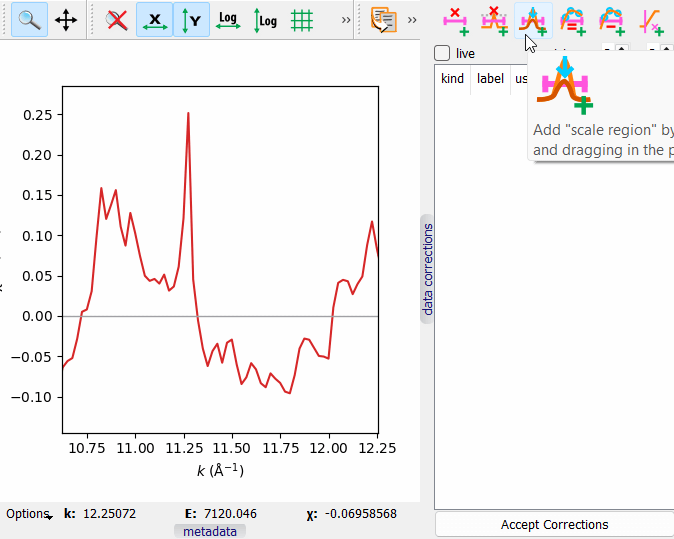 X
Y
Log
Log
»
»
live
kind
label
us
Add "scale region" by
and dragging in the p
0.25
0.20
0.15
0.10
0.05
0.00
−0.05
−0.10
10.75 11.00 11.25 11.50 11.75 12.00 12.25
k (Å⁻¹)
data corrections
Options
k: 12.25072
E: 7120.046
χ: -0.06958568
metadata
Accept Corrections